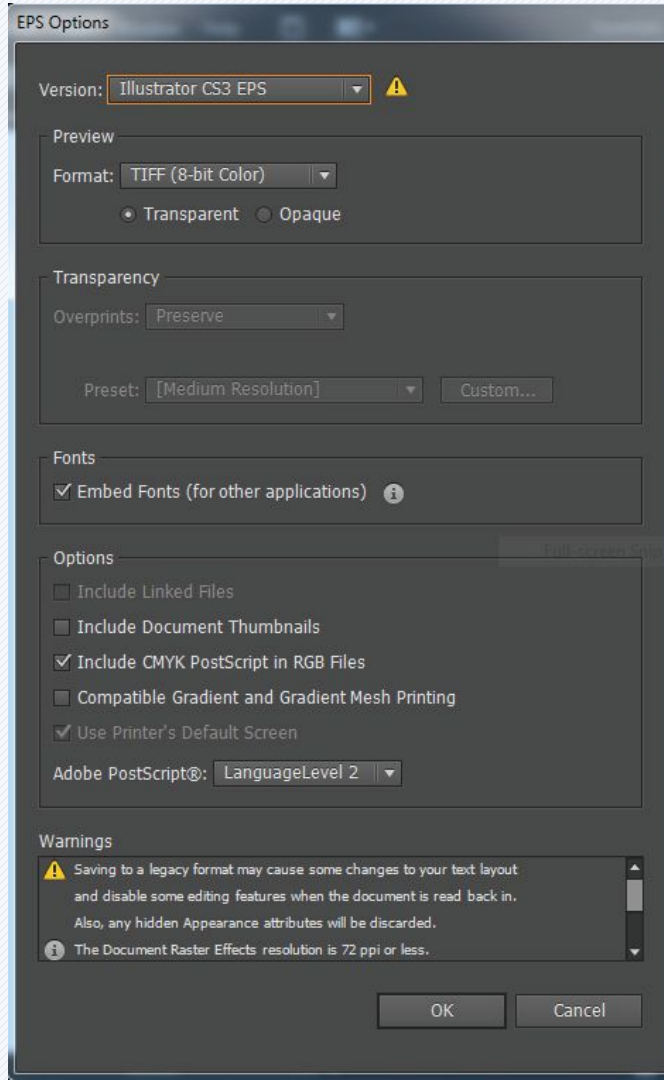 EPS Options
Version: Illustrator CS3 EPS
Preview
Format: TIFF (8-bit Color)
Transparent Opaque
Transparency
Overprints: Preserve
Preset: [Medium Resolution] Custom...
Fonts
Embed Fonts (for other applications)
Full-screen Snip
Options
Include Linked Files
Include Document Thumbnails
Include CMYK PostScript in RGB Files
Compatible Gradient and Gradient Mesh Printing
Use Printer's Default Screen
Adobe PostScript®: LanguageLevel 2
Warnings
Saving to a legacy format may cause some changes to your text layout
and disable some editing features when the document is read back in.
Also, any hidden Appearance attributes will be discarded.
The Document Raster Effects resolution is 72 ppi or less.
OK Cancel